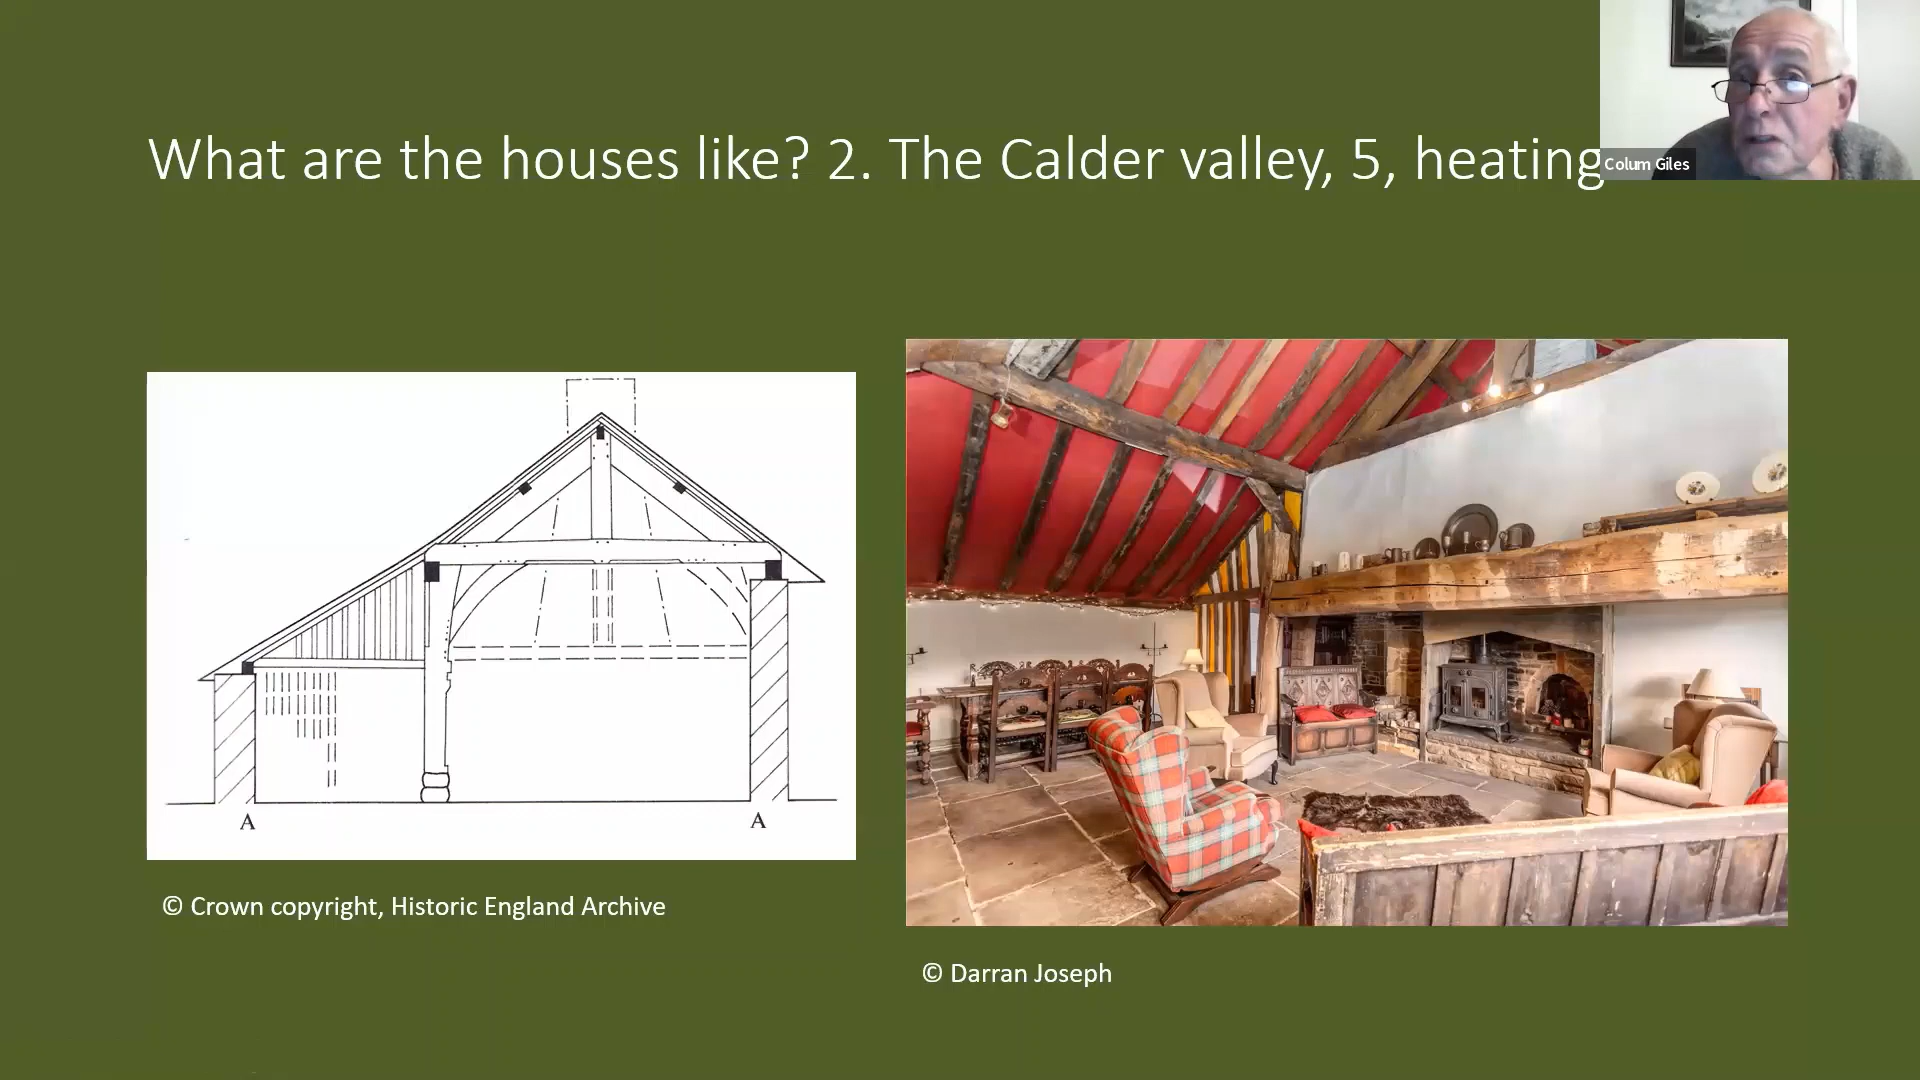 What are the houses like? 2. The Calder valley, 5, heating
Colum Giles
A
A
© Crown copyright, Historic England Archive
© Darran Joseph